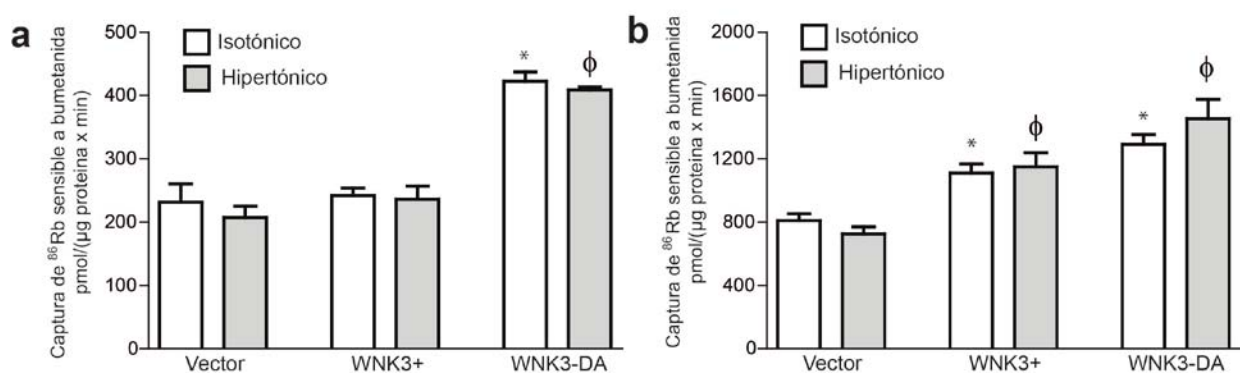 a
Captura de ⁸⁶Rb sensible a bumetanida
pmol/(µg proteina x min)
500
400
300
200
100
0
Isotónico
Hipertónico
*
ϕ
Vector
WNK3+
WNK3-DA
b
Captura de ⁸⁶Rb sensible a bumetanida
pmol/(µg proteina x min)
2000
1600
1200
800
400
0
Isotónico
Hipertónico
*
ϕ
*
ϕ
Vector
WNK3+
WNK3-DA